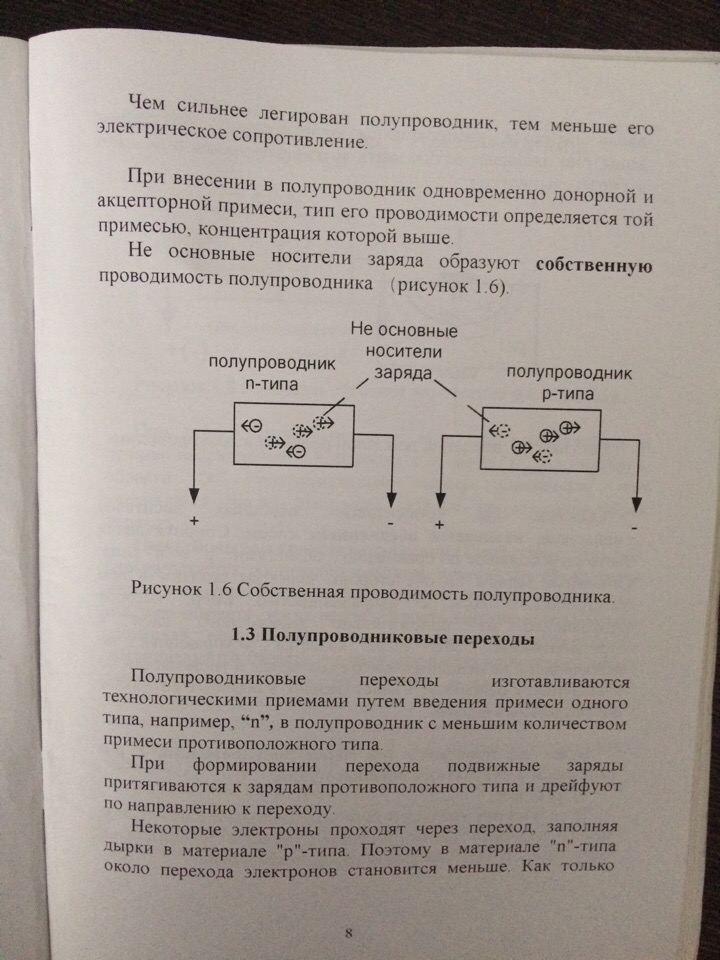 Чем сильнее легирован полупроводник, тем меньше его
электрическое сопротивление.
При внесении в полупроводник одновременно донорной и
акцепторной примеси, тип его проводимости определяется той
примесью, концентрация которой выше.
Не основные носители заряда образуют собственную
проводимость полупроводника (рисунок 1.6).
Не основные
носители
заряда
полупроводник
n-типа
полупроводник
p-типа
+ - + -
Рисунок 1.6 Собственная проводимость полупроводника.
1.3 Полупроводниковые переходы
Полупроводниковые переходы изготавливаются
технологическими приемами путем введения примеси одного
типа, например, “n”, в полупроводник с меньшим количеством
примеси противоположного типа.
При формировании перехода подвижные заряды
притягиваются к зарядам противоположного типа и дрейфуют
по направлению к переходу.
Некоторые электроны проходят через переход, заполняя
дырки в материале "p"-типа. Поэтому в материале "n"-типа
около перехода электронов становится меньше. Как только
8